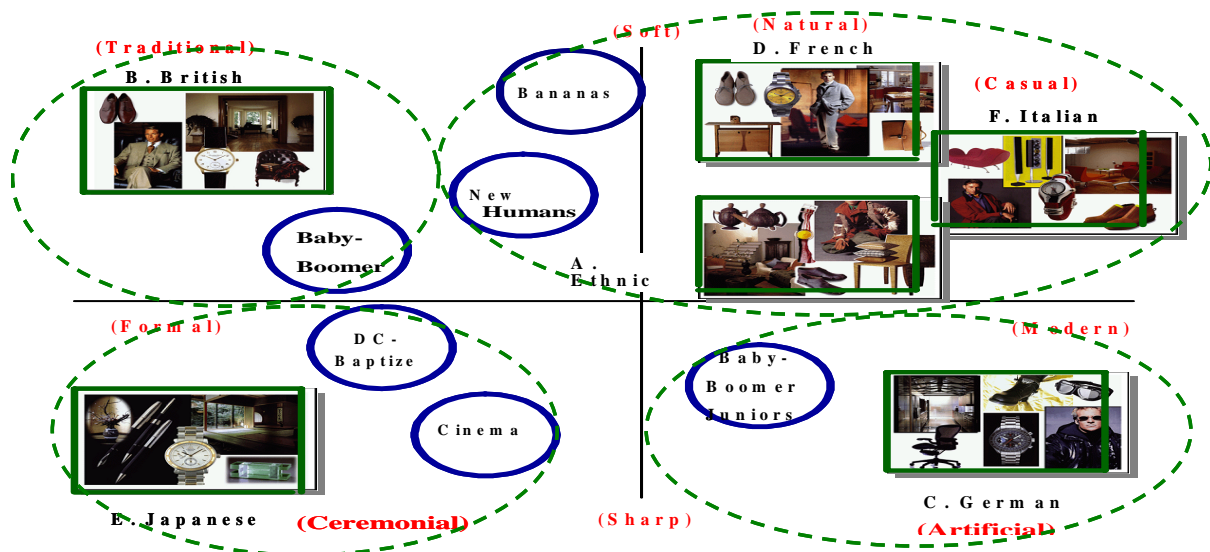 (Traditional)
B. British
(Soft)
(Natural)
D. French
(Casual)
F. Italian
Bananas
New
Humans
Baby-
Boomer
A.
Ethnic
(Formal)
DC-
Baptize
Cinema
E. Japanese
(Ceremonial)
(Sharp)
(Modern)
Baby-
Boomer
Juniors
C. German
(Artificial)